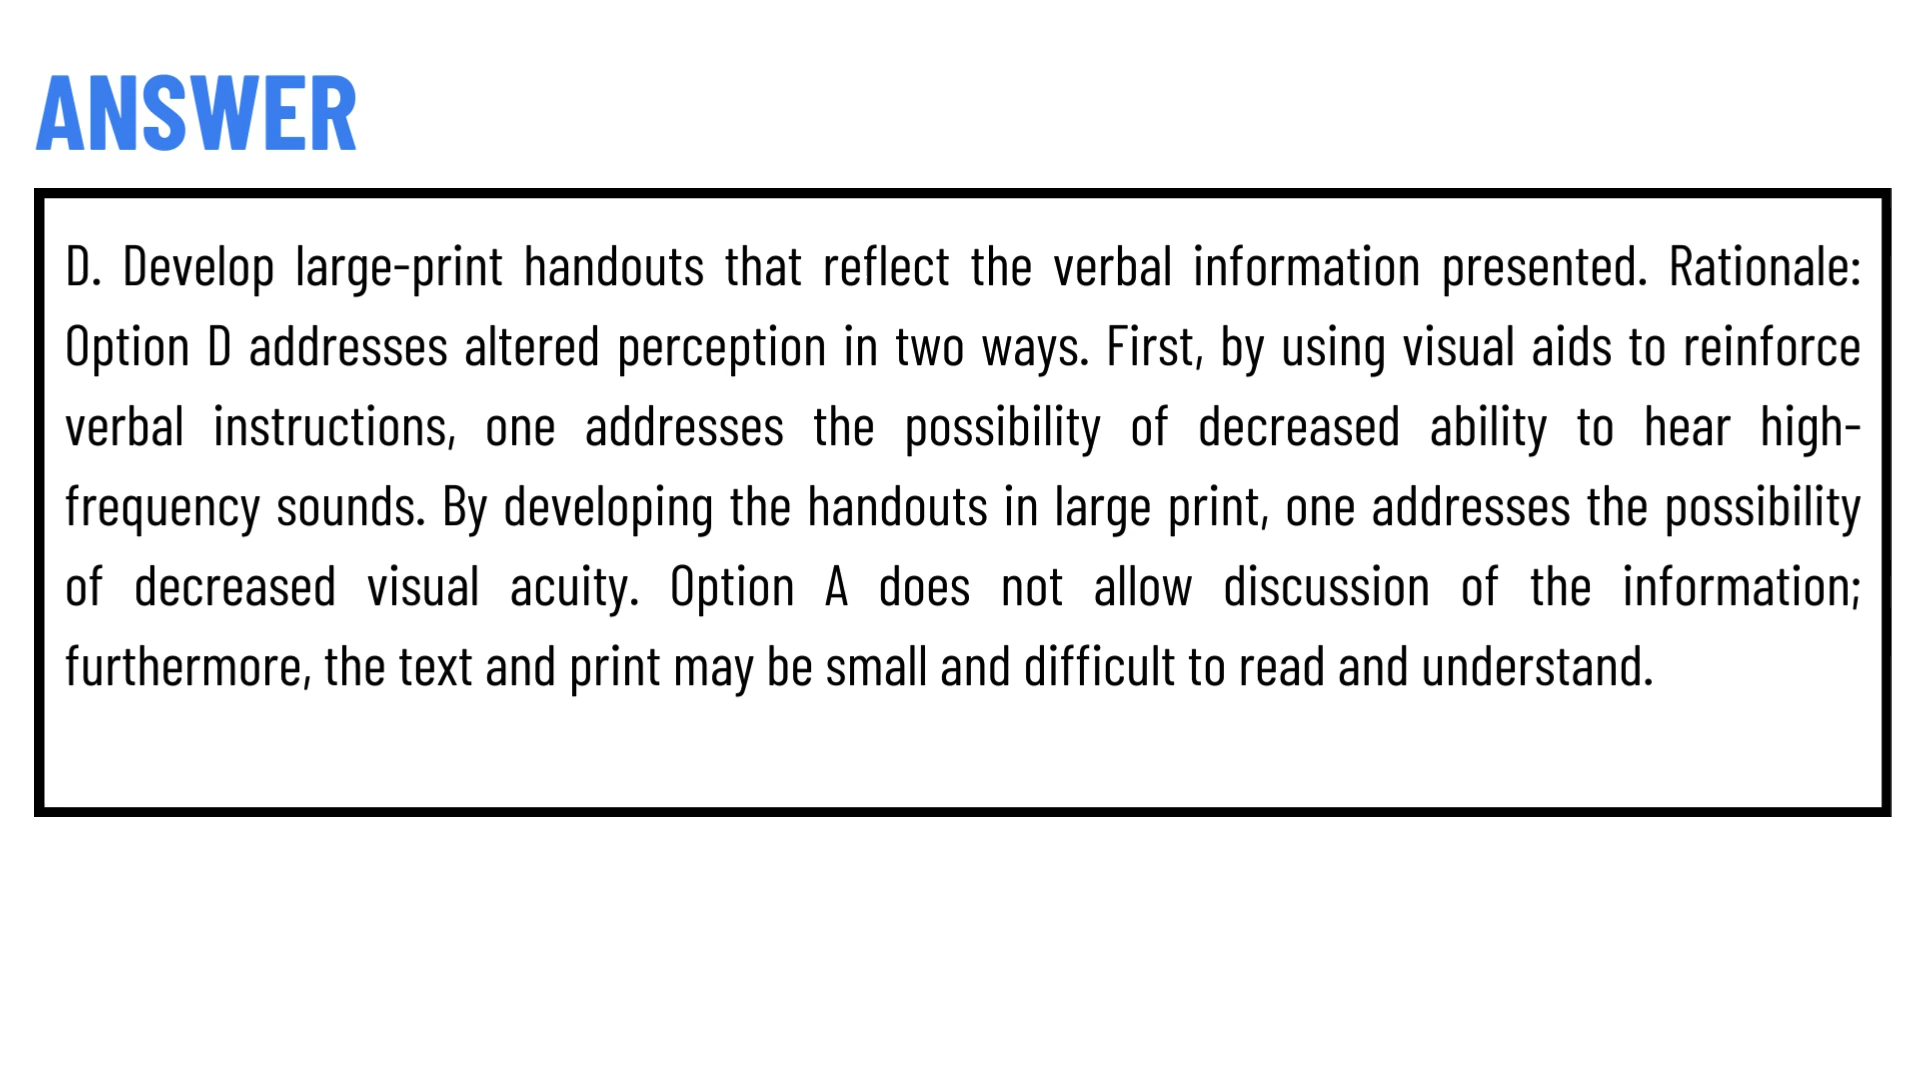 ANSWER
D. Develop large-print handouts that reflect the verbal information presented. Rationale:
Option D addresses altered perception in two ways. First, by using visual aids to reinforce
verbal instructions, one addresses the possibility of decreased ability to hear high-
frequency sounds. By developing the handouts in large print, one addresses the possibility
of decreased visual acuity. Option A does not allow discussion of the information;
furthermore, the text and print may be small and difficult to read and understand.